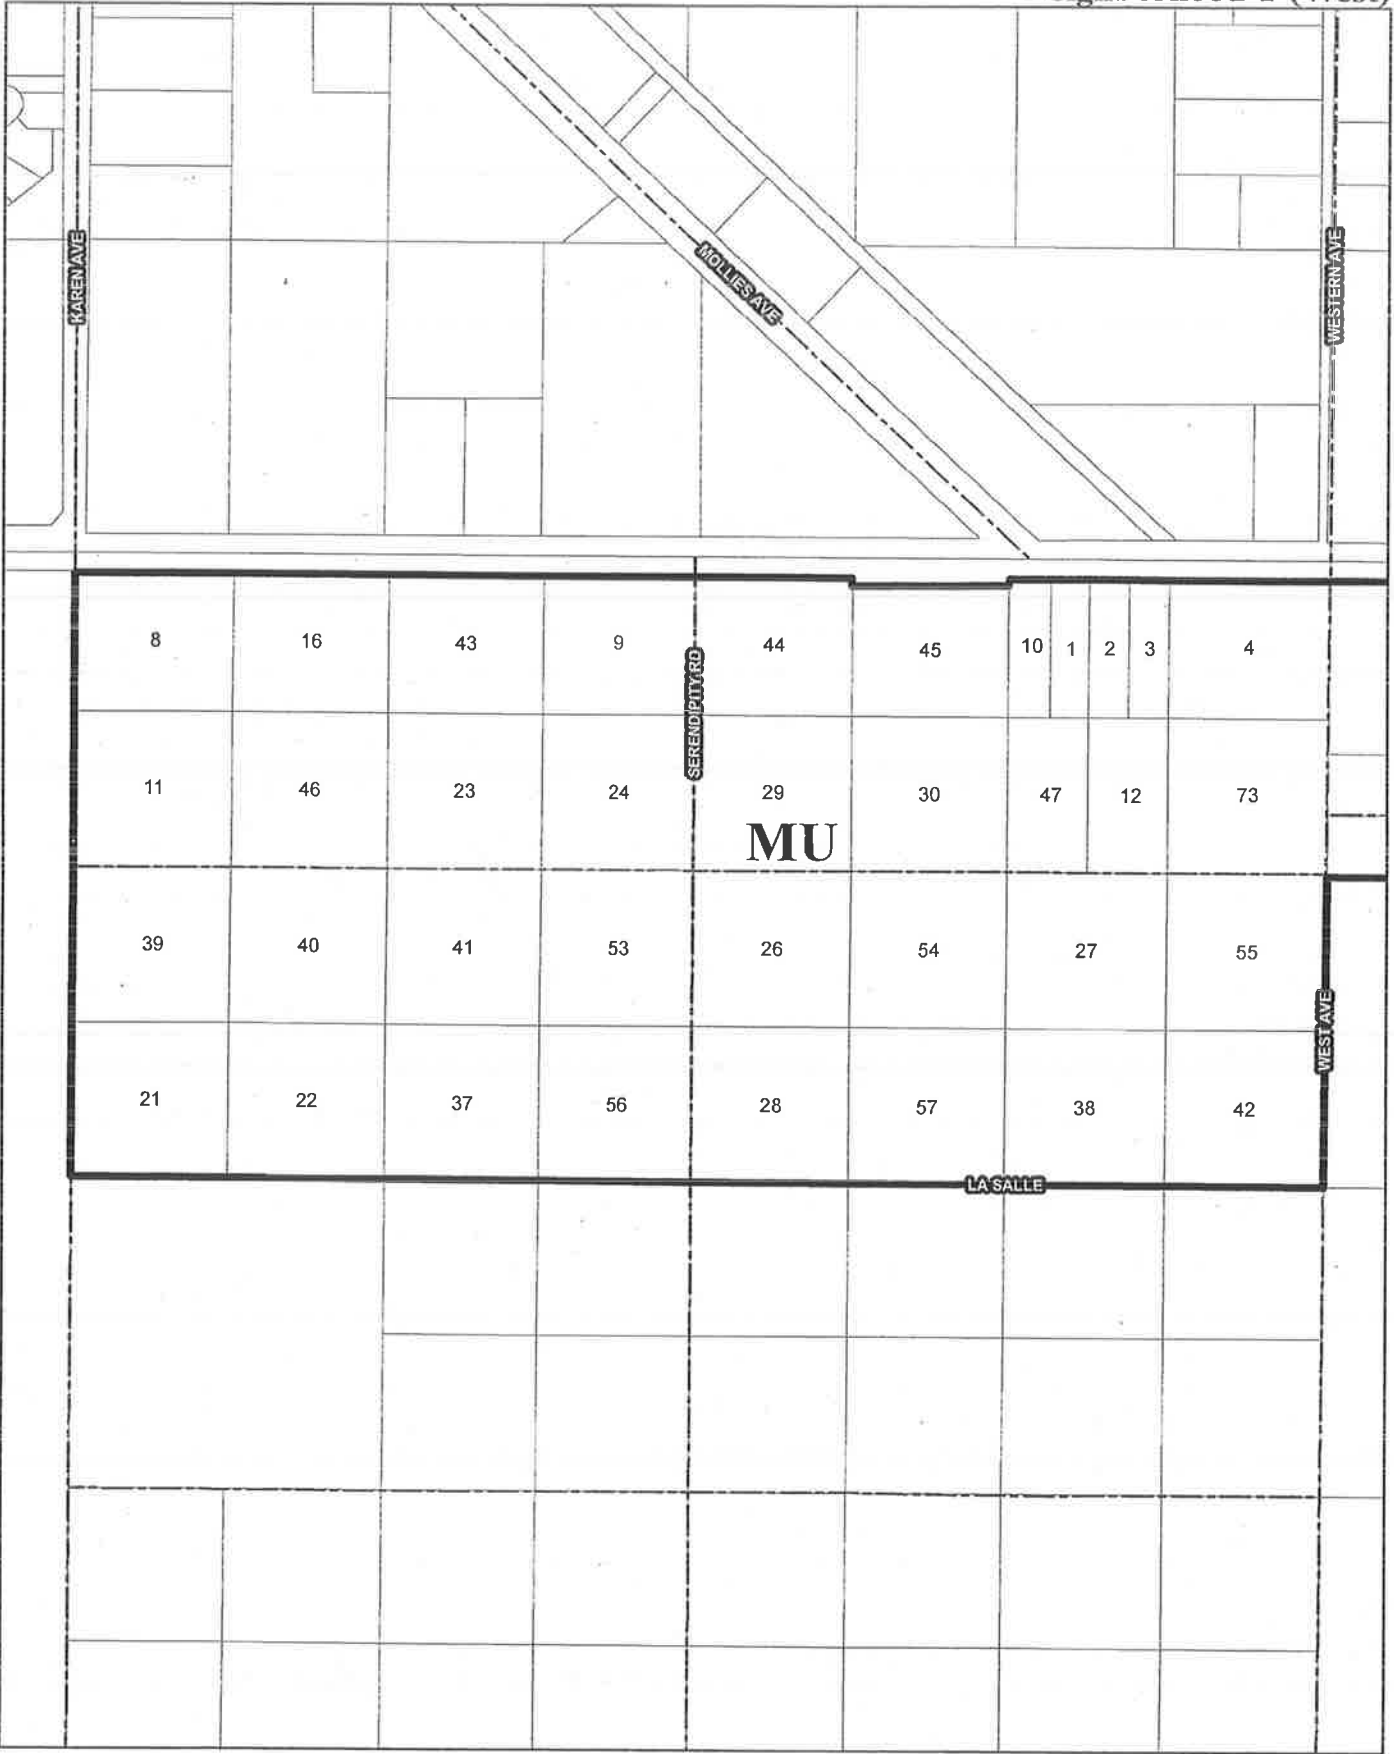 (West)
KAREN AVE
MOLLIES AVE
WESTERN AVE
8 16 43 9 44 45 10 1 2 3 4
SERENDIPITY RD
11 46 23 24 29 30 47 12 73
MU
39 40 41 53 26 54 27 55
WEST AVE
21 22 37 56 28 57 38 42
LA SALLE